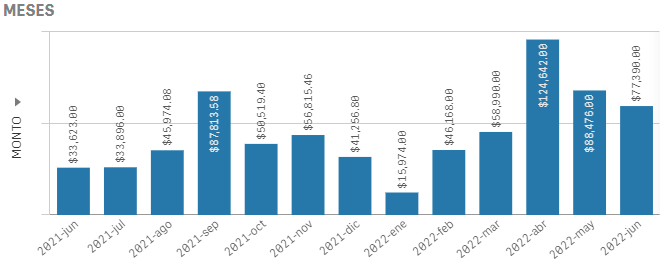 MESES
MONTO
$33,623.00
$33,896.00
$45,974.08
$87,813.58
$50,519.40
$56,815.46
$41,256.80
$15,974.00
$46,168.00
$58,990.00
$124,642.00
$88,476.00
$77,390.00
2021-jun
2021-jul
2021-ago
2021-sep
2021-oct
2021-nov
2021-dic
2022-ene
2022-feb
2022-mar
2022-abr
2022-may
2022-jun